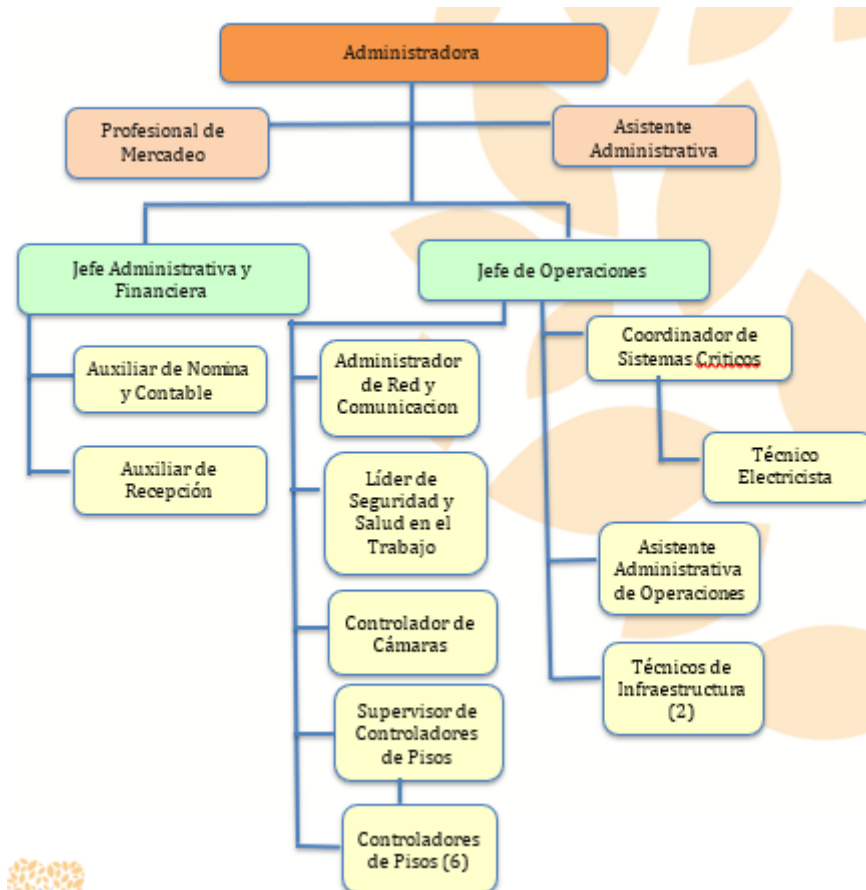 Administradora
Profesional de
Mercadeo
Asistente
Administrativa
Jefe Administrativa y
Financiera
Jefe de Operaciones
Auxiliar de Nomina
y Contable
Auxiliar de
Recepción
Administrador
de Red y
Comunicacion
Líder de
Seguridad y
Salud en el
Trabajo
Controlador de
Cámaras
Supervisor de
Controladores
de Pisos
Controladores
de Pisos (6)
Coordinador de
Sistemas Criticos
Técnico
Electricista
Asistente
Administrativa
de Operaciones
Técnicos de
Infraestructura
(2)